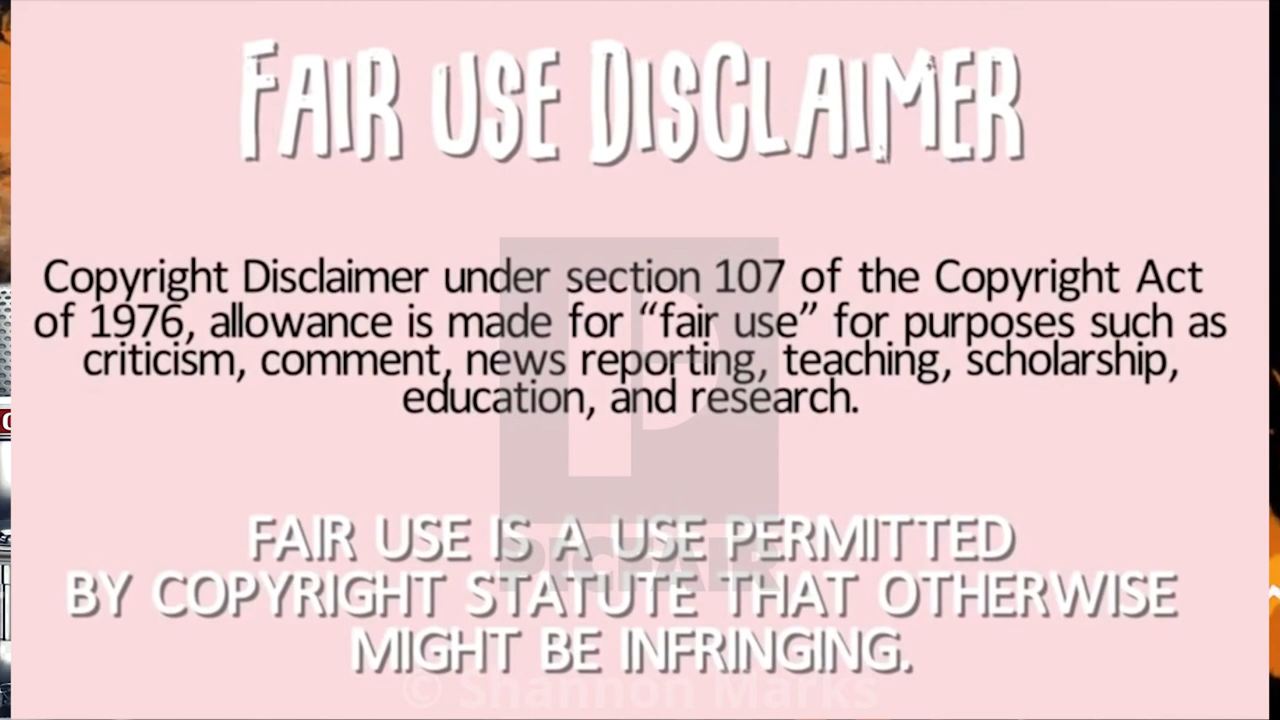 FAIR USE DISCLAIMER
Copyright Disclaimer under section 107 of the Copyright Act
of 1976, allowance is made for “fair use” for purposes such as
criticism, comment, news reporting, teaching, scholarship,
education, and research.
FAIR USE IS A USE PERMITTED
PICFAIR
BY COPYRIGHT STATUTE THAT OTHERWISE
MIGHT BE INFRINGING.
© Shannon Marks